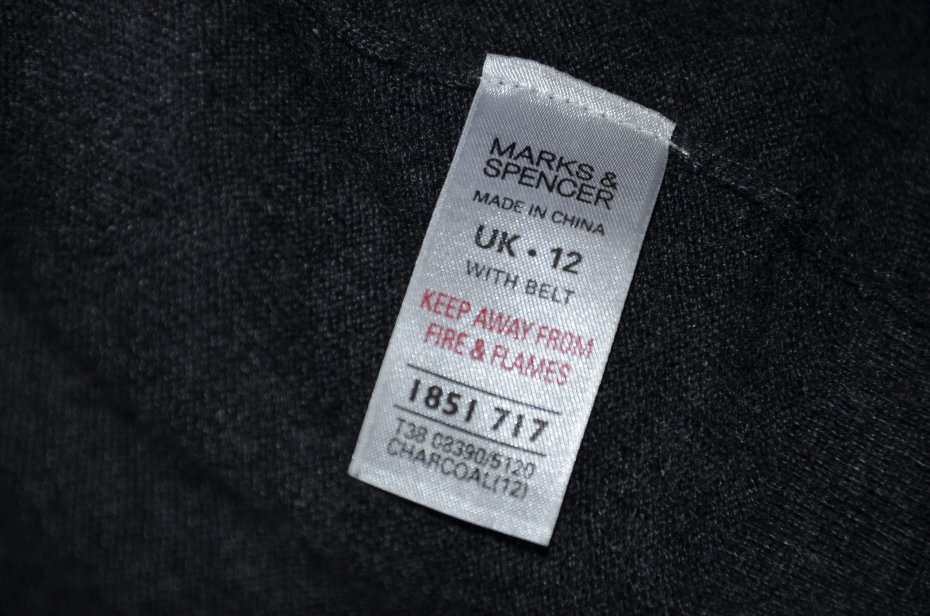 MARKS &
SPENCER
MADE IN CHINA
UK • 12
WITH BELT
KEEP AWAY FROM
FIRE & FLAMES
1851 717
T38 08390/5120
CHARCOAL(12)